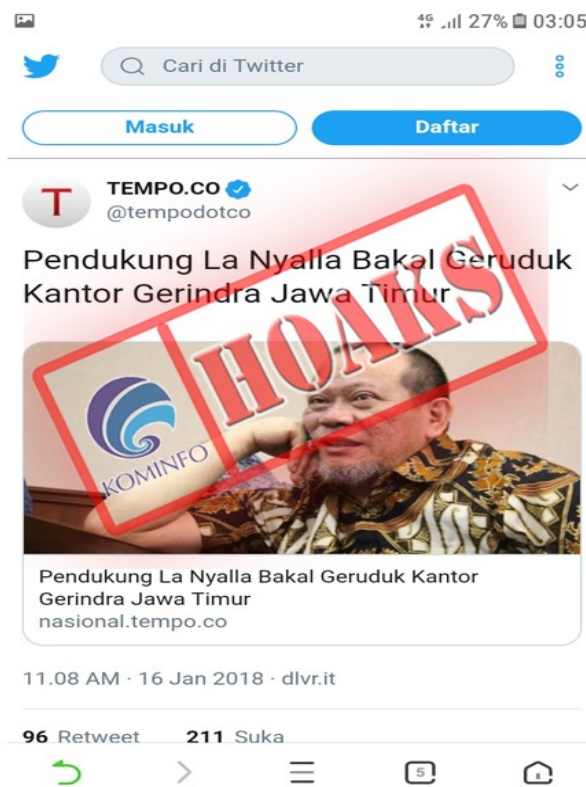 4G 27% 03:05
Cari di Twitter
Masuk
Daftar
TEMPO.CO
@tempodotco
Pendukung La Nyalla Bakal Geruduk
Kantor Gerindra Jawa Timur
HOAKS
KOMINFO
Pendukung La Nyalla Bakal Geruduk Kantor
Gerindra Jawa Timur
nasional.tempo.co
11.08 AM · 16 Jan 2018 · dlvr.it
96 Retweet 211 Suka
5